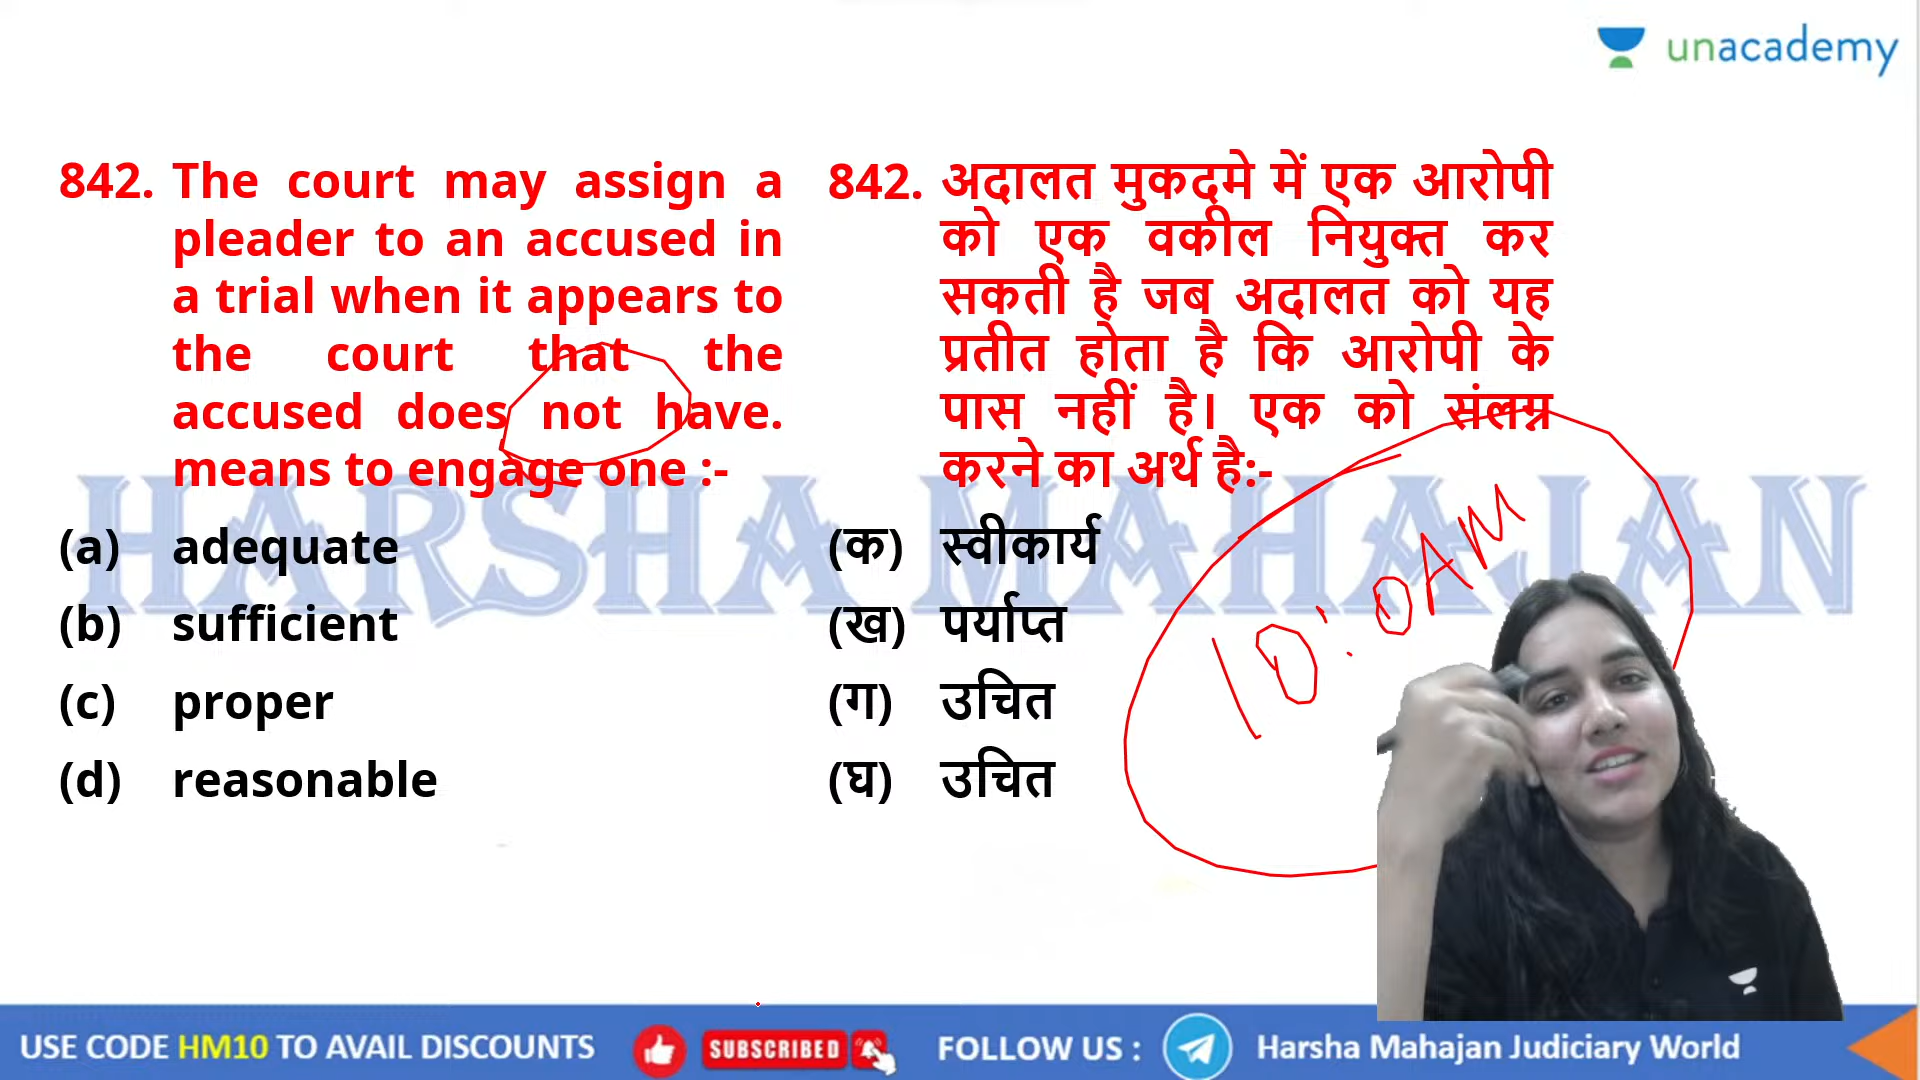 unacademy
842. The court may assign a
pleader to an accused in
a trial when it appears to
the court that the
accused does not have.
means to engage one :-
(a) adequate
(b) sufficient
(c) proper
(d) reasonable
842. अदालत मुकदमे में एक आरोपी
को एक वकील नियुक्त कर
सकती है जब अदालत को यह
प्रतीत होता है कि आरोपी के
पास नहीं है। एक को संलग्न
करने का अर्थ है:-
(क) स्वीकार्य
(ख) पर्याप्त
(ग) उचित
(घ) उचित
10:0AM
HARSHA MAHAJAN
USE CODE HM10 TO AVAIL DISCOUNTS
SUBSCRIBED
FOLLOW US :
Harsha Mahajan Judiciary World